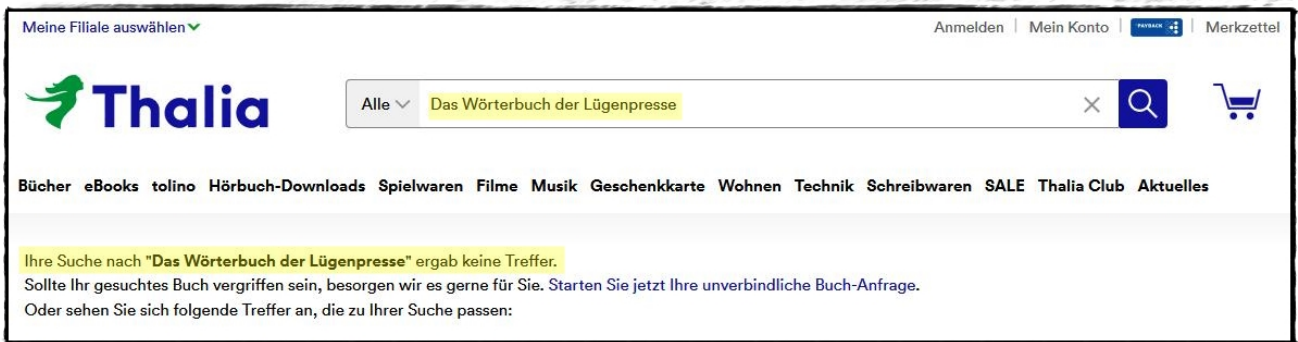 Meine Filiale auswählen
Anmelden | Mein Konto | PAYBACK | Merkzettel
Thalia
Alle Das Wörterbuch der Lügenpresse
Bücher eBooks tolino Hörbuch-Downloads Spielwaren Filme Musik Geschenkkarte Wohnen Technik Schreibwaren SALE Thalia Club Aktuelles
Ihre Suche nach "Das Wörterbuch der Lügenpresse" ergab keine Treffer.
Sollte Ihr gesuchtes Buch vergriffen sein, besorgen wir es gerne für Sie. Starten Sie jetzt Ihre unverbindliche Buch-Anfrage.
Oder sehen Sie sich folgende Treffer an, die zu Ihrer Suche passen: